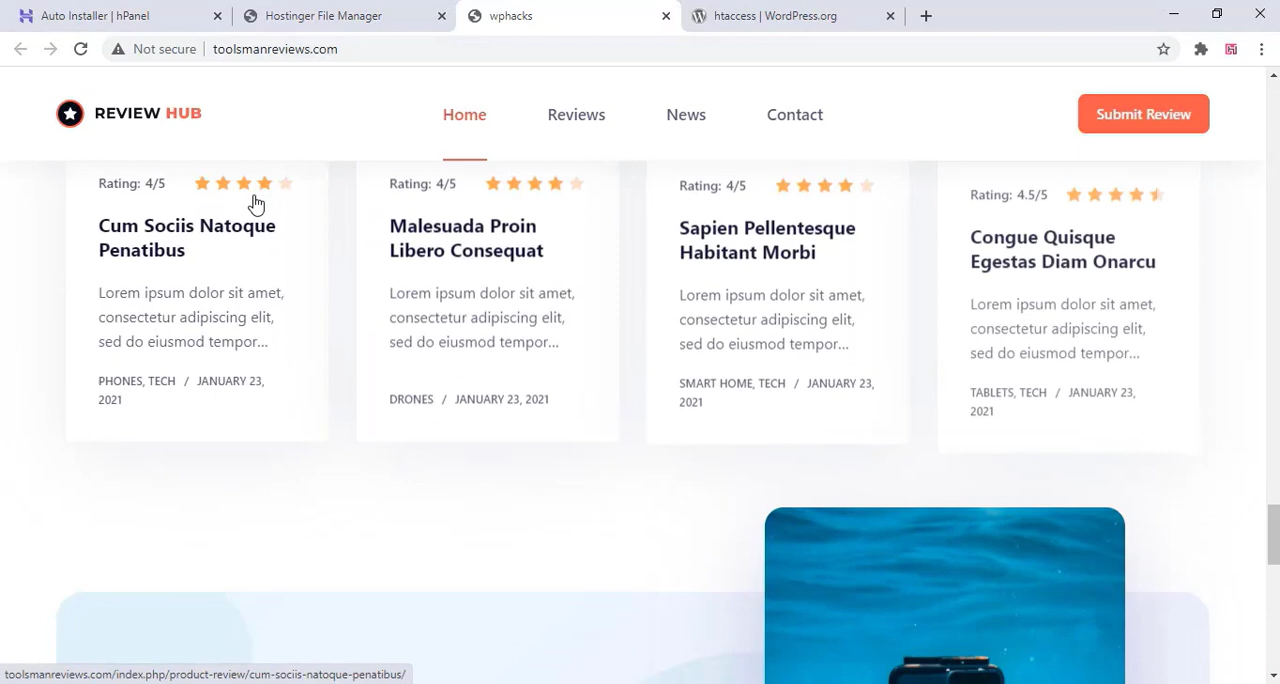 Auto Installer | hPanel
Hostinger File Manager
wphacks
htaccess | WordPress.org
Not secure
toolsmanreviews.com
REVIEW HUB
Home
Reviews
News
Contact
Submit Review
Rating: 4/5
Cum Sociis Natoque
Penatibus
Lorem ipsum dolor sit amet,
consectetur adipiscing elit,
sed do eiusmod tempor...
PHONES, TECH / JANUARY 23,
2021
Rating: 4/5
Malesuada Proin
Libero Consequat
Lorem ipsum dolor sit amet,
consectetur adipiscing elit,
sed do eiusmod tempor...
DRONES / JANUARY 23, 2021
Rating: 4/5
Sapien Pellentesque
Habitant Morbi
Lorem ipsum dolor sit amet,
consectetur adipiscing elit,
sed do eiusmod tempor...
SMART HOME, TECH / JANUARY 23,
2021
Rating: 4.5/5
Congue Quisque
Egestas Diam Onarcu
Lorem ipsum dolor sit amet,
consectetur adipiscing elit,
sed do eiusmod tempor...
TABLETS, TECH / JANUARY 23,
2021
toolsmanreviews.com/index.php/product-review/cum-sociis-natoque-penatibus/